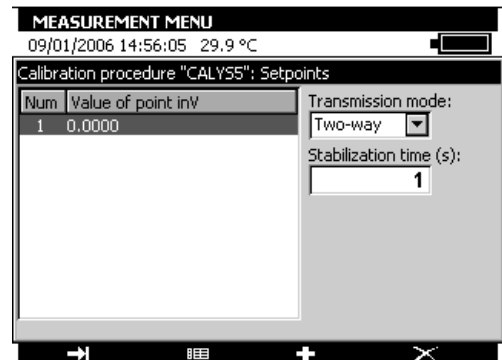 MEASUREMENT MENU
09/01/2006 14:56:05 29.9 °C
Calibration procedure "CALYS5": Setpoints
Num Value of point inV
1 0.0000
Transmission mode:
Two-way
Stabilization time (s):
1